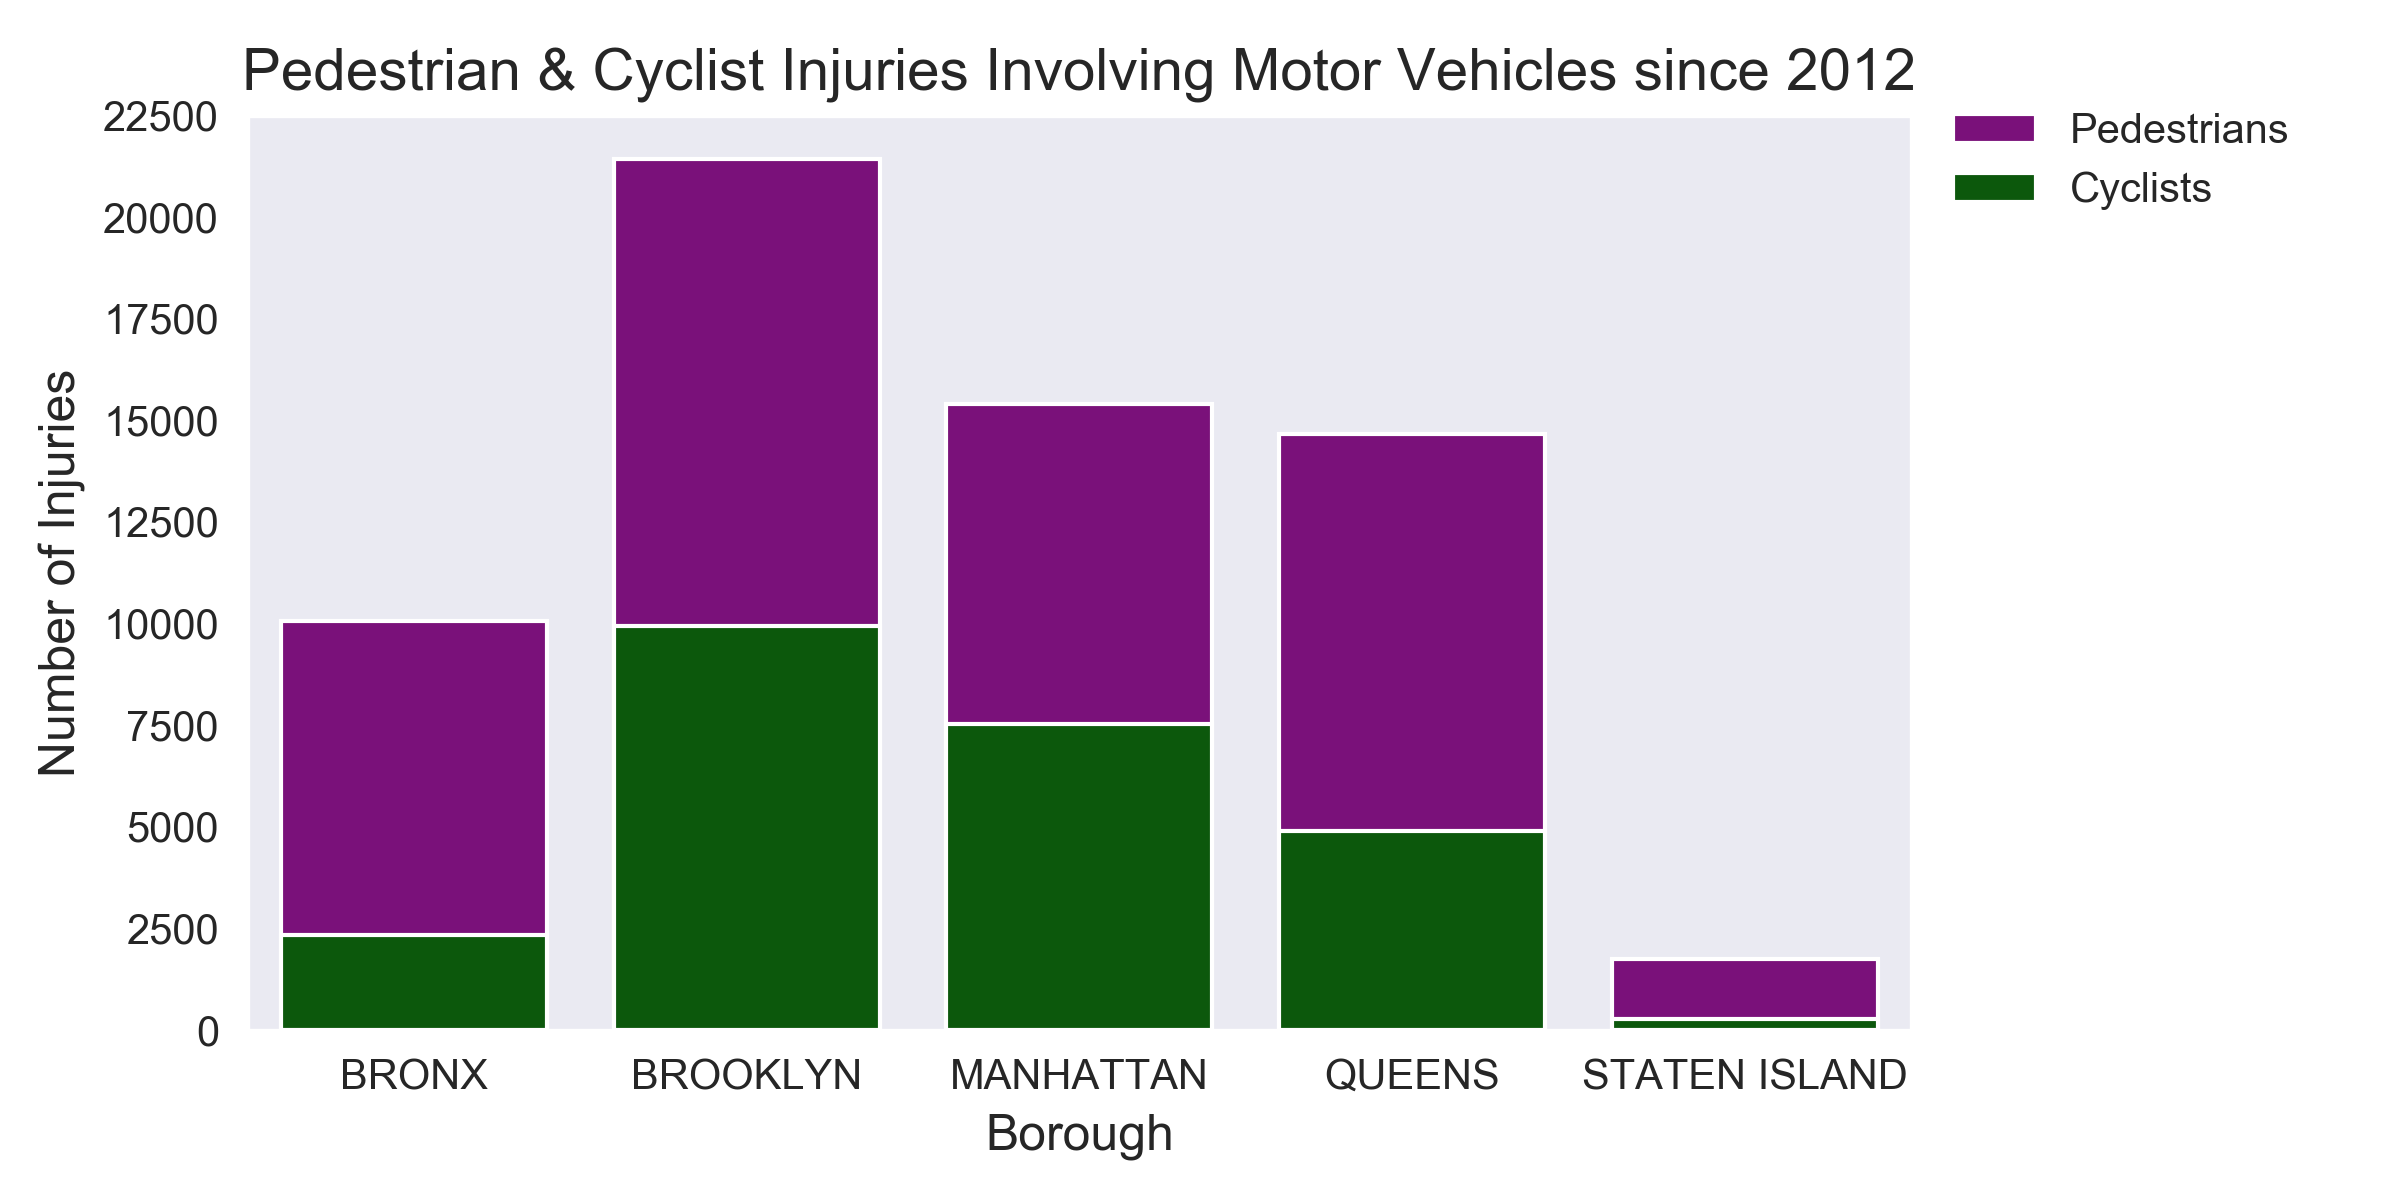 Pedestrian & Cyclist Injuries Involving Motor Vehicles since 2012
Pedestrians
Cyclists
22500
20000
17500
15000
12500
10000
7500
5000
2500
0
Number of Injuries
BRONX
BROOKLYN
MANHATTAN
QUEENS
STATEN ISLAND
Borough